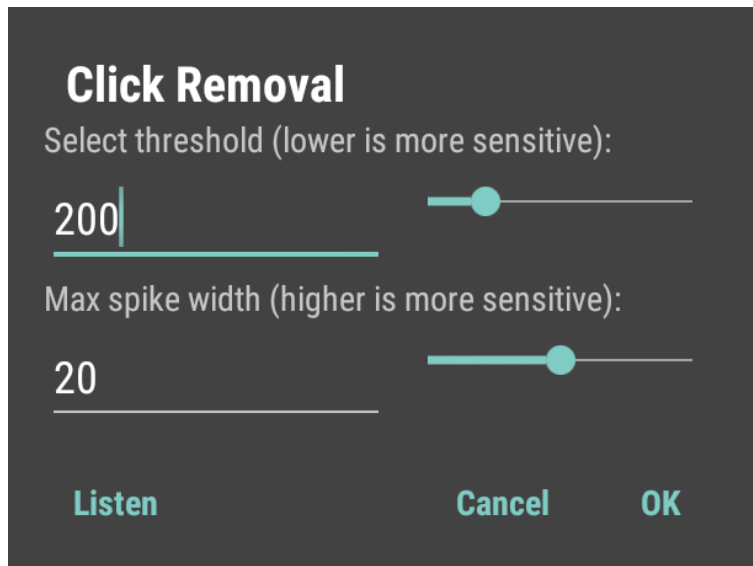 Click Removal
Select threshold (lower is more sensitive):
200
Max spike width (higher is more sensitive):
20
Listen Cancel OK